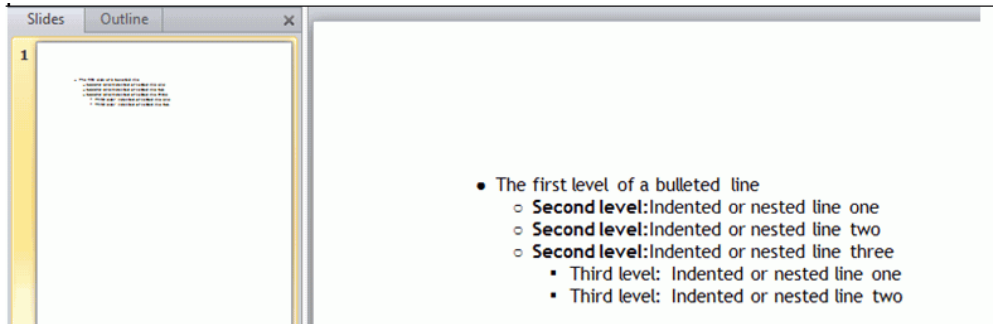 Slides Outline
1
• The first level of a bulleted line
○ Second level:Indented or nested line one
○ Second level:Indented or nested line two
○ Second level:Indented or nested line three
▪ Third level: Indented or nested line one
▪ Third level: Indented or nested line two